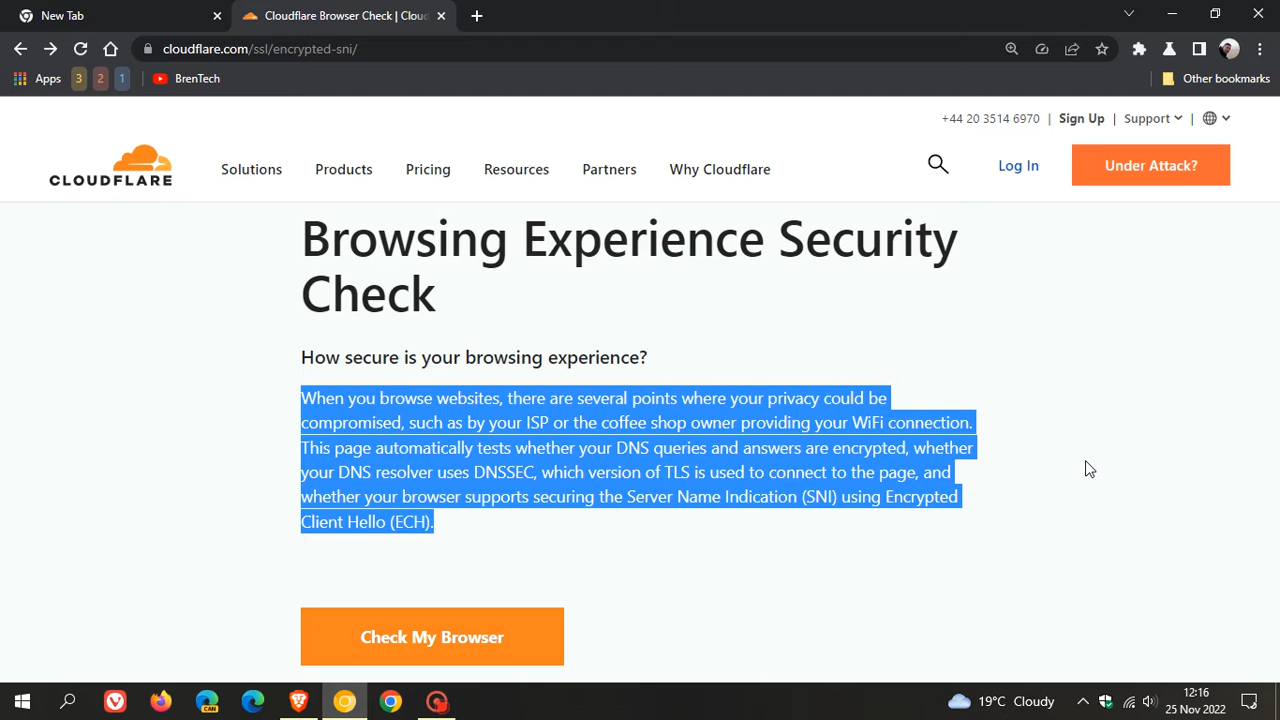 New Tab
Cloudflare Browser Check | Cloud
cloudflare.com/ssl/encrypted-sni/
Apps 3 2 1 BrenTech Other bookmarks
+44 20 3514 6970 | Sign Up | Support |
CLOUDFLARE Solutions Products Pricing Resources Partners Why Cloudflare Log In Under Attack?
Browsing Experience Security
Check
How secure is your browsing experience?
When you browse websites, there are several points where your privacy could be
compromised, such as by your ISP or the coffee shop owner providing your WiFi connection.
This page automatically tests whether your DNS queries and answers are encrypted, whether
your DNS resolver uses DNSSEC, which version of TLS is used to connect to the page, and
whether your browser supports securing the Server Name Indication (SNI) using Encrypted
Client Hello (ECH).
Check My Browser
CAN
19°C Cloudy
12:16
25 Nov 2022